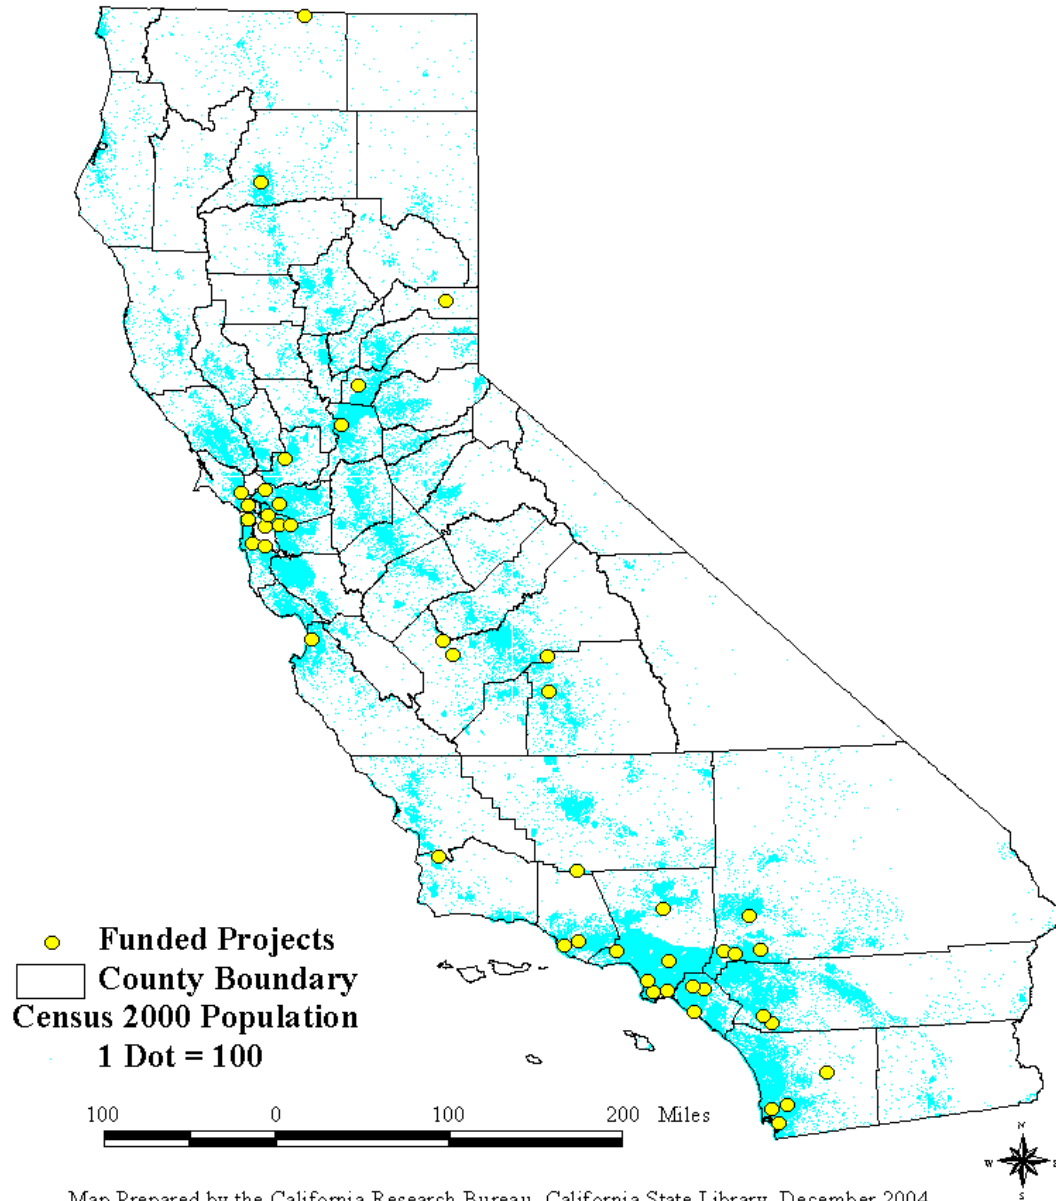 Funded Projects
County Boundary
Census 2000 Population
1 Dot = 100
100 0 100 200 Miles
N
W
S
Map Prepared by the California Research Bureau, California State Library, December 2004